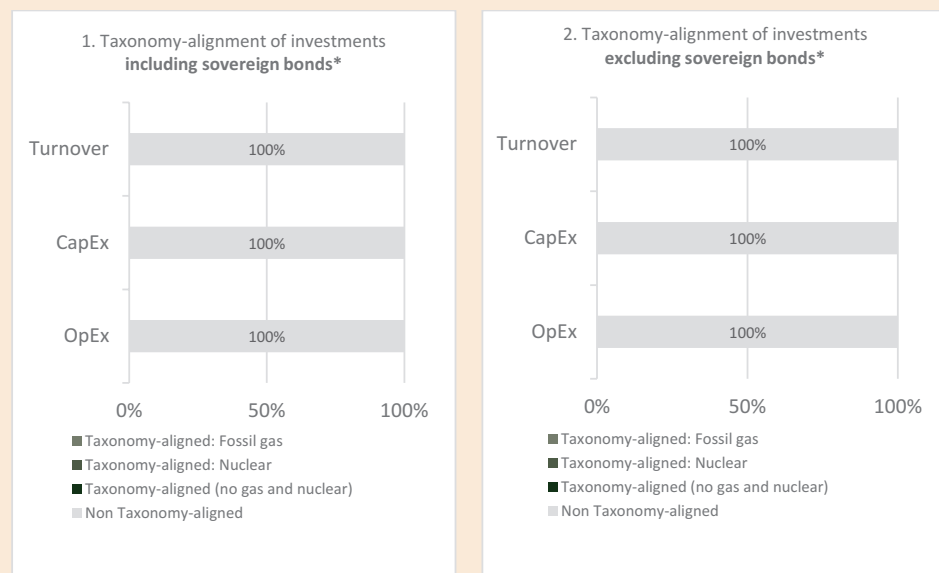 1. Taxonomy-alignment of investments
including sovereign bonds*
Turnover
100%
CapEx
100%
OpEx
100%
0% 50% 100%
Taxonomy-aligned: Fossil gas
Taxonomy-aligned: Nuclear
Taxonomy-aligned (no gas and nuclear)
Non Taxonomy-aligned
2. Taxonomy-alignment of investments
excluding sovereign bonds*
Turnover
100%
CapEx
100%
OpEx
100%
0% 50% 100%
Taxonomy-aligned: Fossil gas
Taxonomy-aligned: Nuclear
Taxonomy-aligned (no gas and nuclear)
Non Taxonomy-aligned